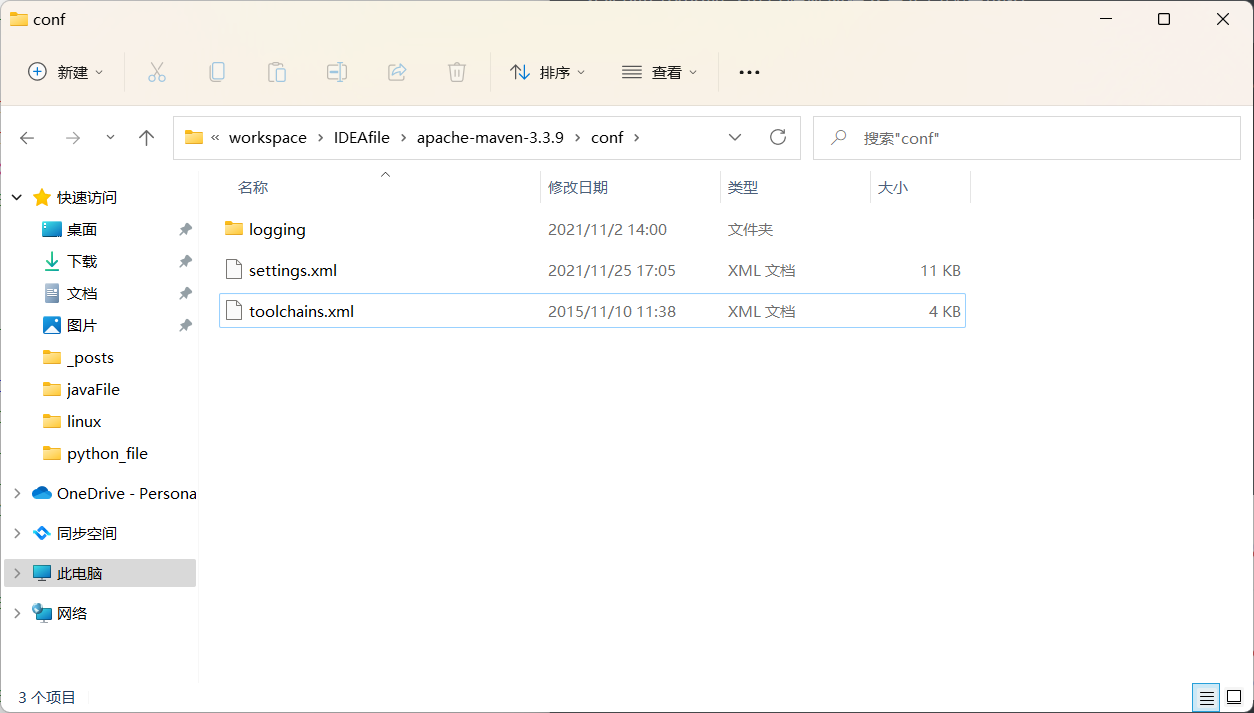 conf
新建
排序
查看
« workspace › IDEAfile › apache-maven-3.3.9 › conf ›
搜索"conf"
名称 修改日期 类型 大小
logging 2021/11/2 14:00 文件夹
settings.xml 2021/11/25 17:05 XML 文档 11 KB
toolchains.xml 2015/11/10 11:38 XML 文档 4 KB
快速访问
桌面
下载
文档
图片
_posts
javaFile
linux
python_file
OneDrive - Persona
同步空间
此电脑
网络
3 个项目